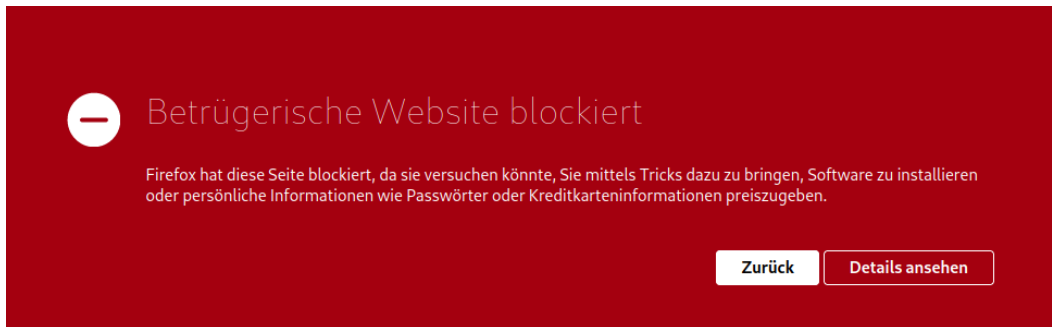 Betrügerische Website blockiert
Firefox hat diese Seite blockiert, da sie versuchen könnte, Sie mittels Tricks dazu zu bringen, Software zu installieren
oder persönliche Informationen wie Passwörter oder Kreditkarteninformationen preiszugeben.
Zurück
Details ansehen